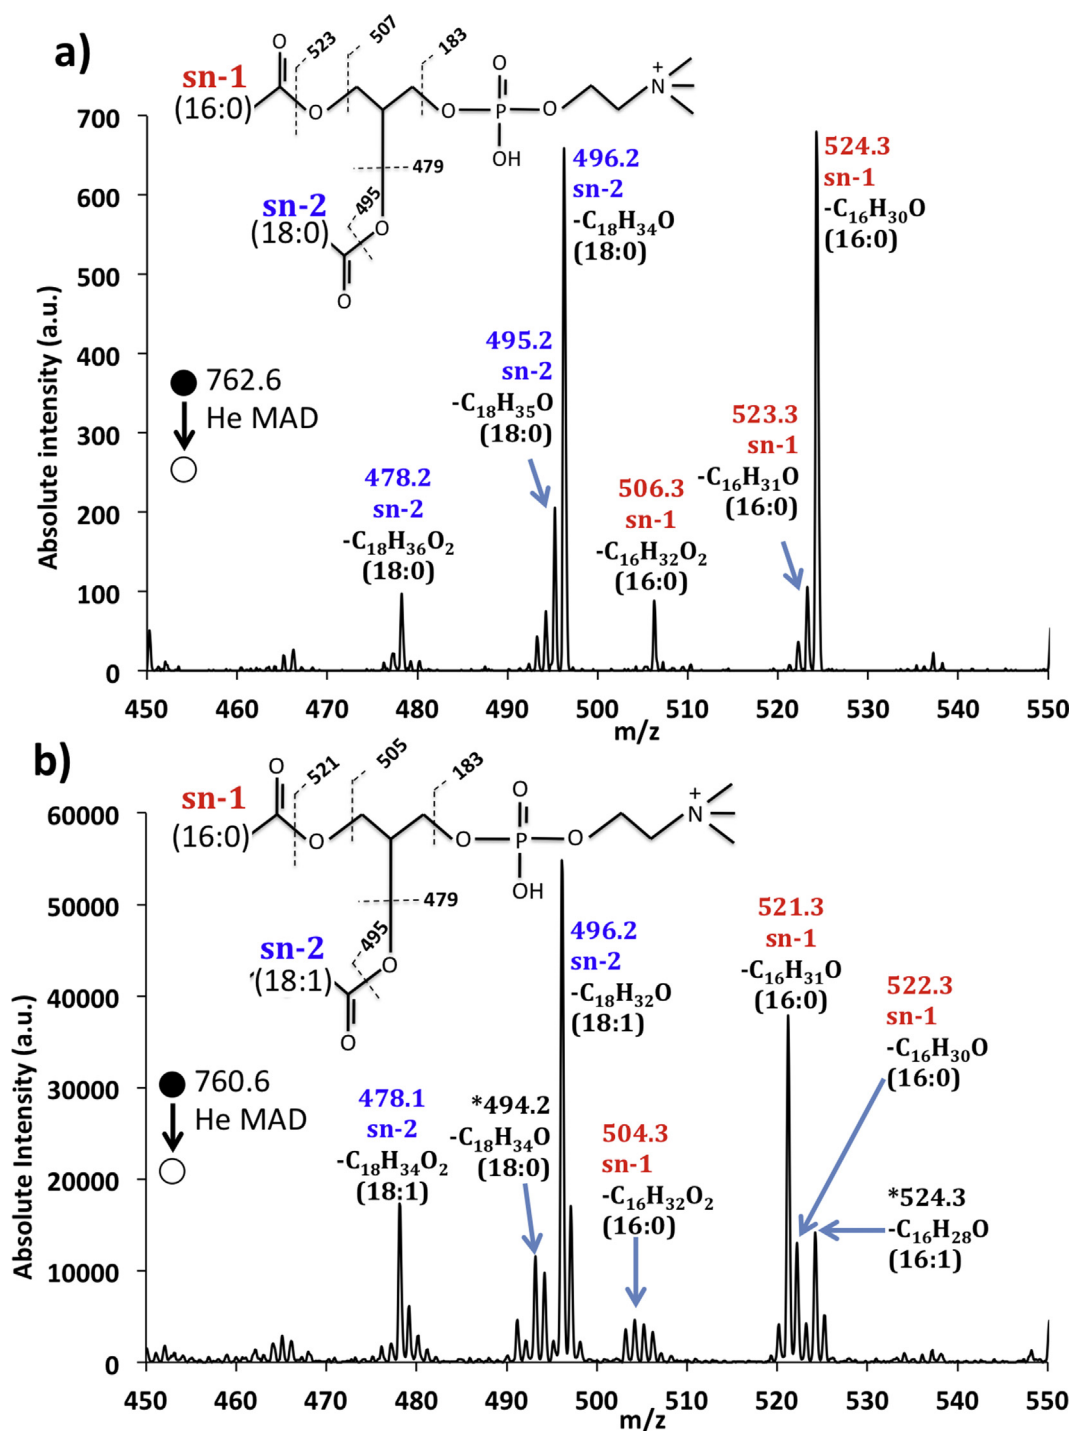 a)
sn-1
(16:0)
O
523
507
183
O
O
O
P
O
N
+
OH
479
sn-2
(18:0)
495
O
O
700
600
500
400
300
200
100
0
Absolute intensity (a.u.)
762.6
He MAD
478.2
sn-2
-C₁₈H₃₆O₂
(18:0)
495.2
sn-2
-C₁₈H₃₅O
(18:0)
496.2
sn-2
-C₁₈H₃₄O
(18:0)
506.3
sn-1
-C₁₆H₃₂O₂
(16:0)
523.3
sn-1
-C₁₆H₃₁O
(16:0)
524.3
sn-1
-C₁₆H₃₀O
(16:0)
450 460 470 480 490 500 510 520 530 540 550
m/z
b)
sn-1
(16:0)
O
521
505
183
O
O
O
P
O
N
+
OH
479
sn-2
(18:1)
495
O
O
60000
50000
40000
30000
20000
10000
0
Absolute Intensity (a.u.)
760.6
He MAD
478.1
sn-2
-C₁₈H₃₄O₂
(18:1)
*494.2
-C₁₈H₃₄O
(18:0)
496.2
sn-2
-C₁₈H₃₂O
(18:1)
504.3
sn-1
-C₁₆H₃₂O₂
(16:0)
521.3
sn-1
-C₁₆H₃₁O
(16:0)
522.3
sn-1
-C₁₆H₃₀O
(16:0)
*524.3
-C₁₆H₂₈O
(16:1)
450 460 470 480 490 500 510 520 530 540 550
m/z